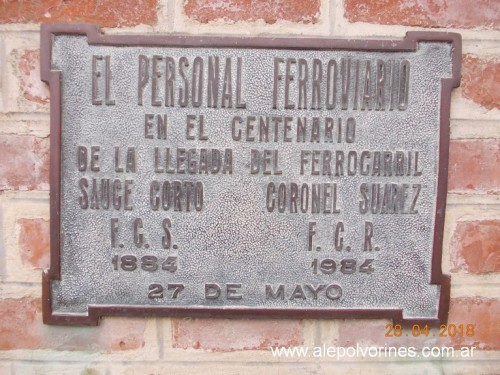 EL PERSONAL FERROVIARIO
EN EL CENTENARIO
DE LA LLEGADA DEL FERROCARRIL
SAUCE CORTO CORONEL SUAREZ
F.C.S. F.C.R.
1884 1984
27 DE MAYO
28 04 2018
www.alepolvorines.com.ar